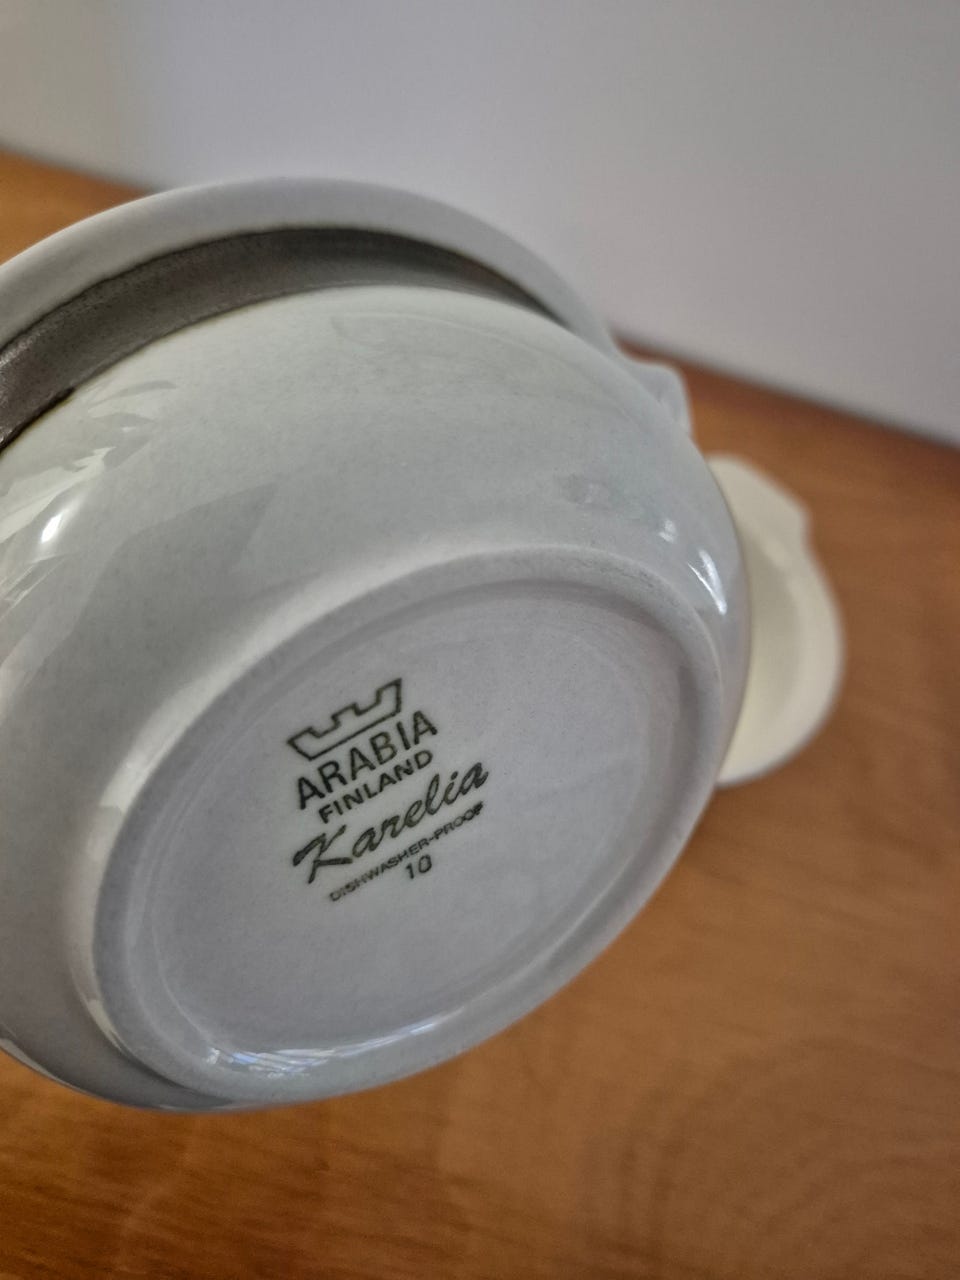 ARABIA
FINLAND
Karelia
DISHWASHER-PROOF
10